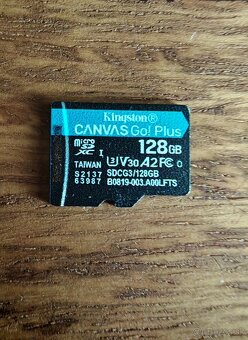 Kingston®
CANVAS Go! Plus
micro SD XC I 128GB
TAIWAN U3 V30 A2 FC
S2137 SDCG3/128GB
63987 B0819-003.A00LFTS